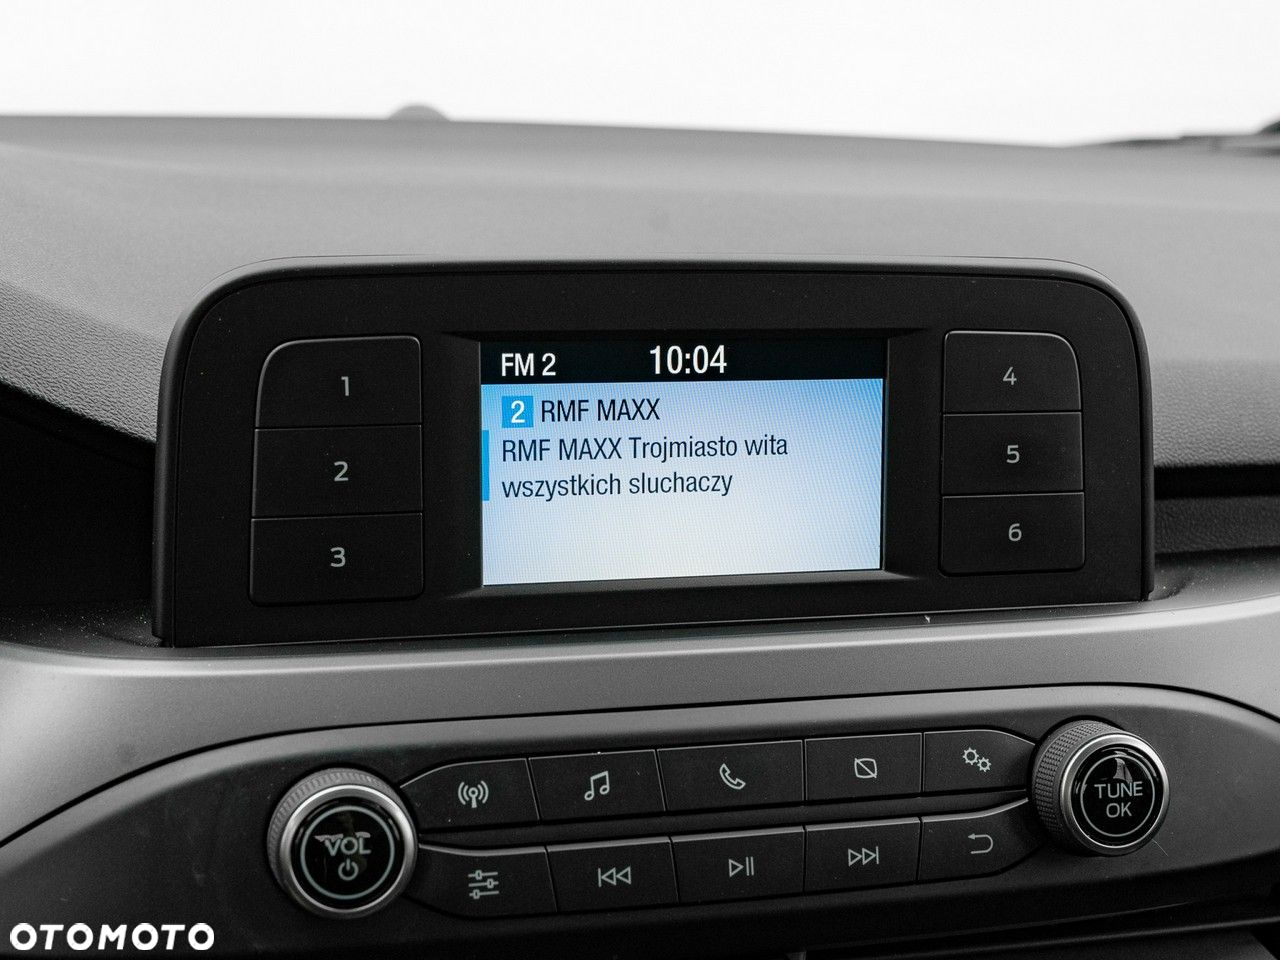 FM 2 10:04
2 RMF MAXX
RMF MAXX Trojmiasto wita
wszystkich sluchaczy
1
2
3
4
5
6
VOL
TUNE
OK
OTOMOTO